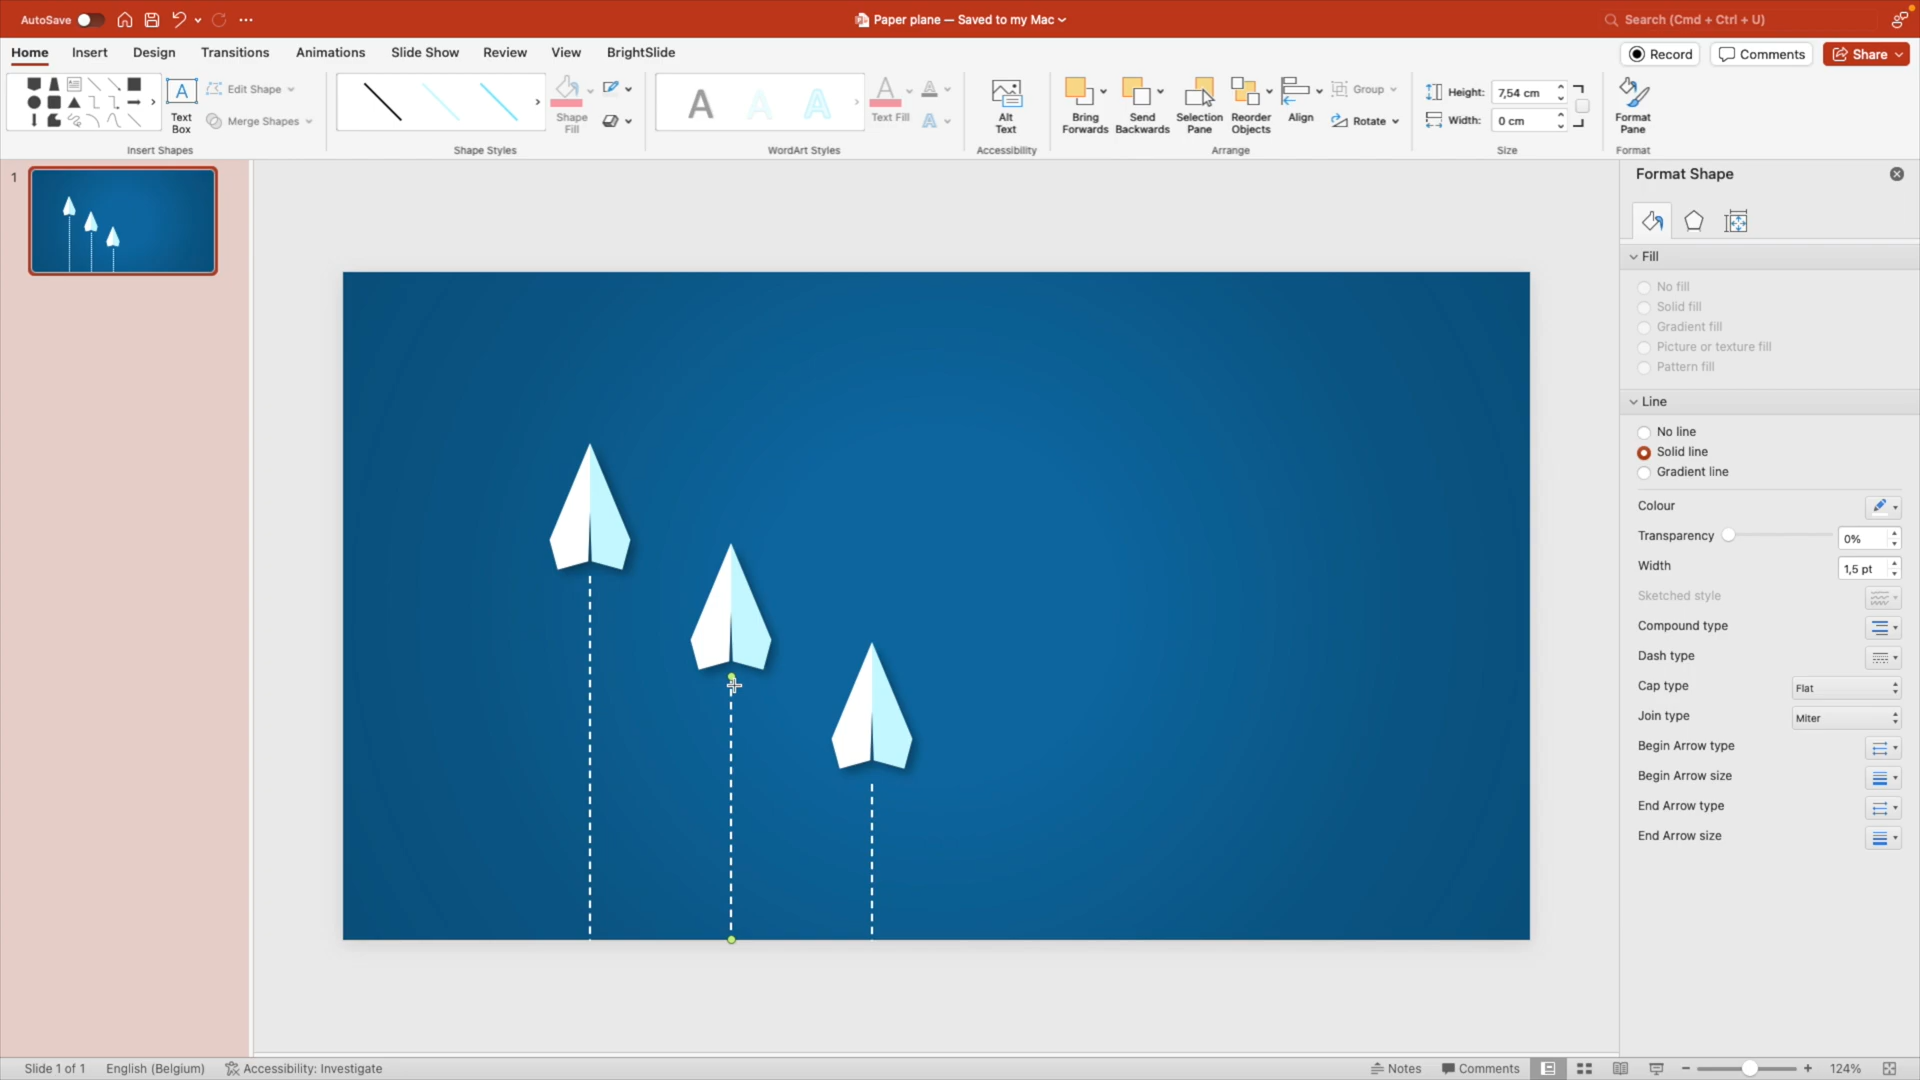 AutoSave
Paper plane — Saved to my Mac
Search (Cmd + Ctrl + U)
Home Insert Design Transitions Animations Slide Show Review View BrightSlide
Record Comments Share
Edit Shape
Merge Shapes
Text
Box
Insert Shapes
Shape
Fill
Shape Styles
A A A
Text Fill
WordArt Styles
Alt
Text
Accessibility
Bring
Forwards
Send
Backwards
Selection
Pane
Reorder
Objects
Align
Group
Rotate
Arrange
Height: 7,54 cm
Width: 0 cm
Size
Format
Pane
Format
1
Format Shape
Fill
No fill
Solid fill
Gradient fill
Picture or texture fill
Pattern fill
Line
No line
Solid line
Gradient line
Colour
Transparency 0%
Width 1,5 pt
Sketched style
Compound type
Dash type
Cap type Flat
Join type Miter
Begin Arrow type
Begin Arrow size
End Arrow type
End Arrow size
Slide 1 of 1 English (Belgium) Accessibility: Investigate
Notes Comments 124%